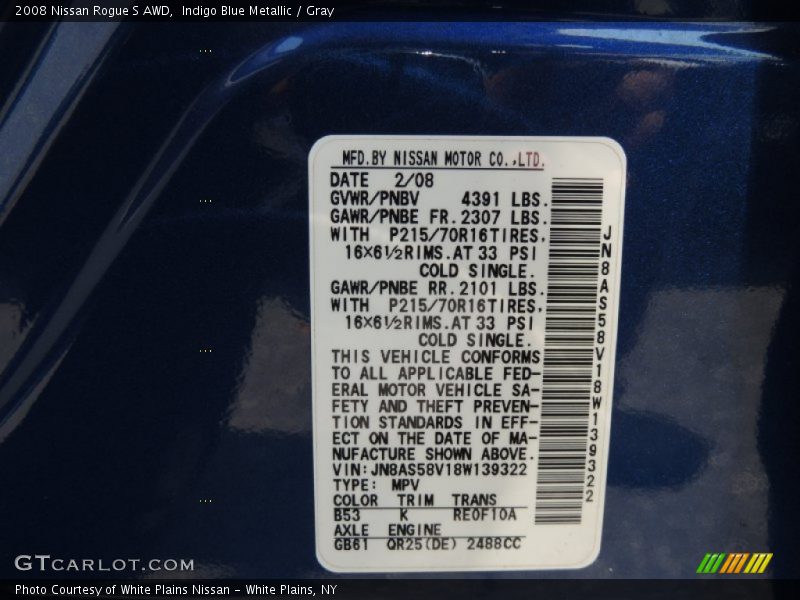 2008 Nissan Rogue S AWD,  Indigo Blue Metallic / Gray
MFD.BY NISSAN MOTOR CO.,LTD.
DATE 2/08
GVWR/PNBV 4391 LBS.
GAWR/PNBE FR.2307 LBS.
WITH P215/70R16TIRES,
16X6½RIMS.AT 33 PSI
COLD SINGLE.
GAWR/PNBE RR.2101 LBS.
WITH P215/70R16TIRES,
16X6½RIMS.AT 33 PSI
COLD SINGLE.
THIS VEHICLE CONFORMS
TO ALL APPLICABLE FED-
ERAL MOTOR VEHICLE SA-
FETY AND THEFT PREVEN-
TION STANDARDS IN EFF-
ECT ON THE DATE OF MA-
NUFACTURE SHOWN ABOVE.
VIN:JN8AS58V18W139322
TYPE: MPV
COLOR TRIM TRANS
B53 K RE0F10A
AXLE ENGINE
GB61 QR25(DE) 2488CC
JN8AS58V18W139322
GTCARLOT.COM
Photo Courtesy of White Plains Nissan - White Plains, NY